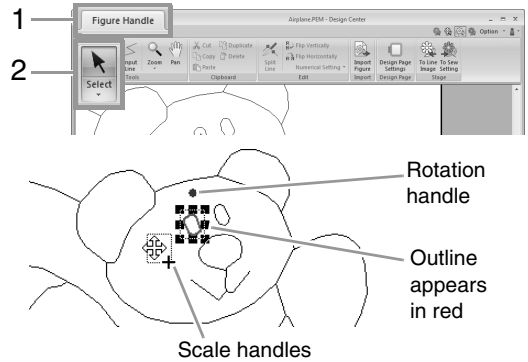 1
Figure Handle
Airplane.PEM - Design Center
Option
2
Select
Input Line
Zoom
Pan
Tools
Cut
Duplicate
Copy
Delete
Paste
Clipboard
Split Line
Flip Vertically
Flip Horizontally
Numerical Setting
Edit
Import Figure
Import
Design Page Settings
Design Page
To Line Image
To Sew Setting
Stage
Rotation
handle
Outline
appears
in red
Scale handles